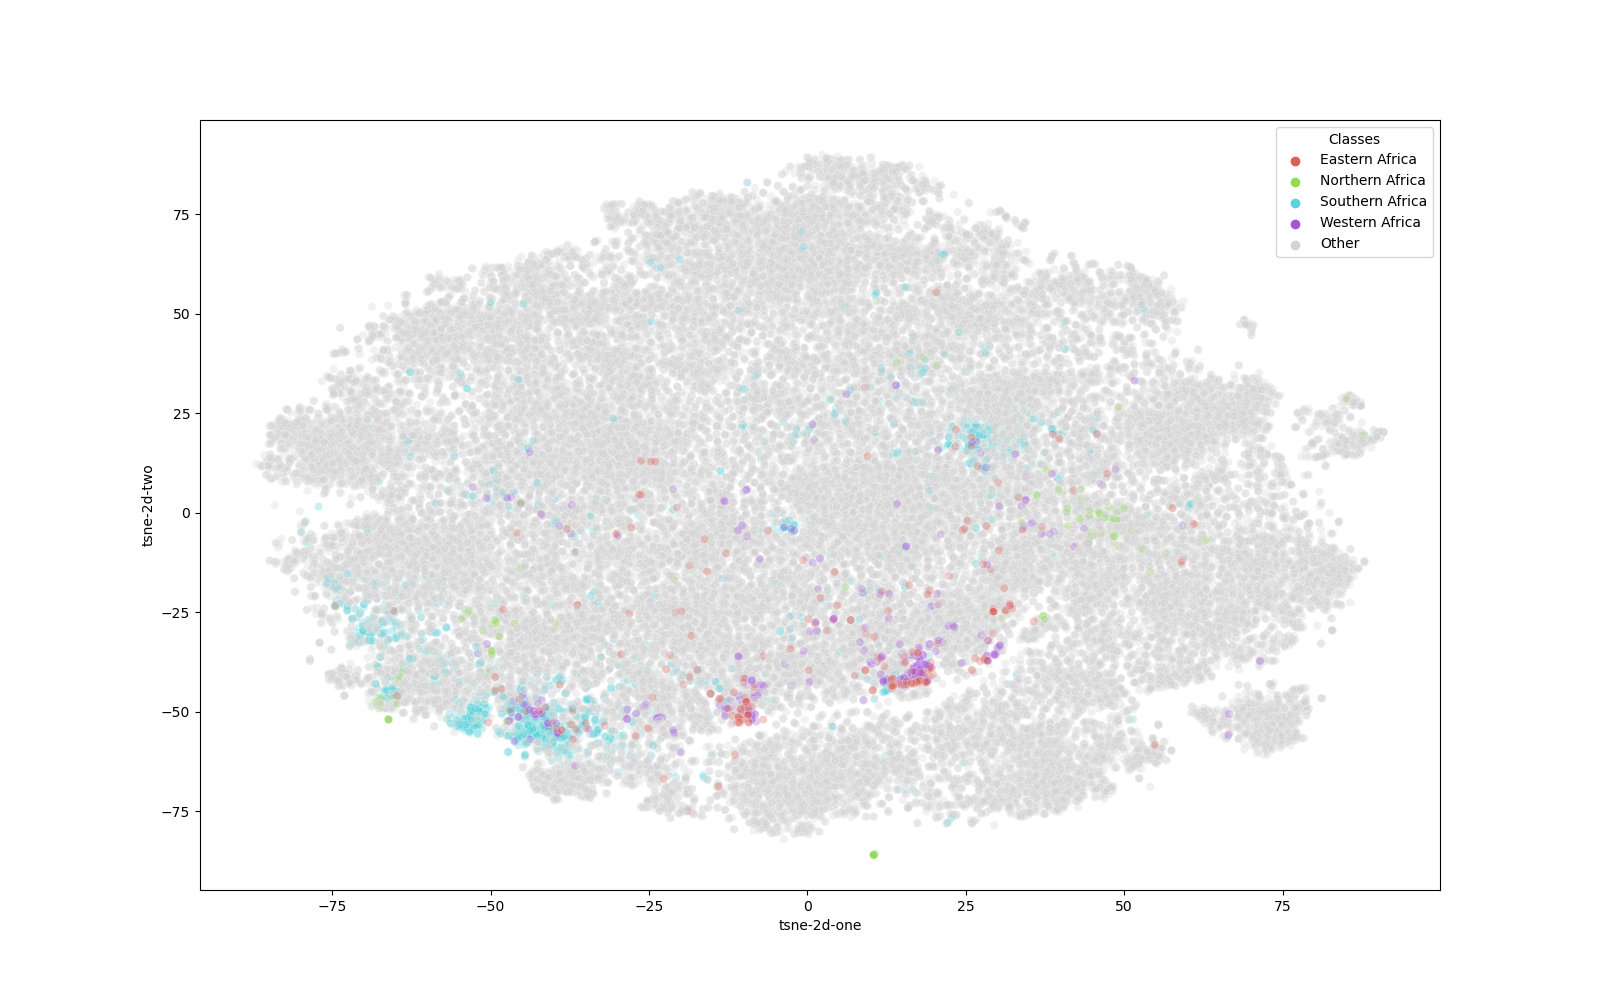 Classes
Eastern Africa
Northern Africa
Southern Africa
Western Africa
Other
75
50
25
0
−25
−50
−75
tsne-2d-two
−75
−50
−25
0
25
50
75
tsne-2d-one